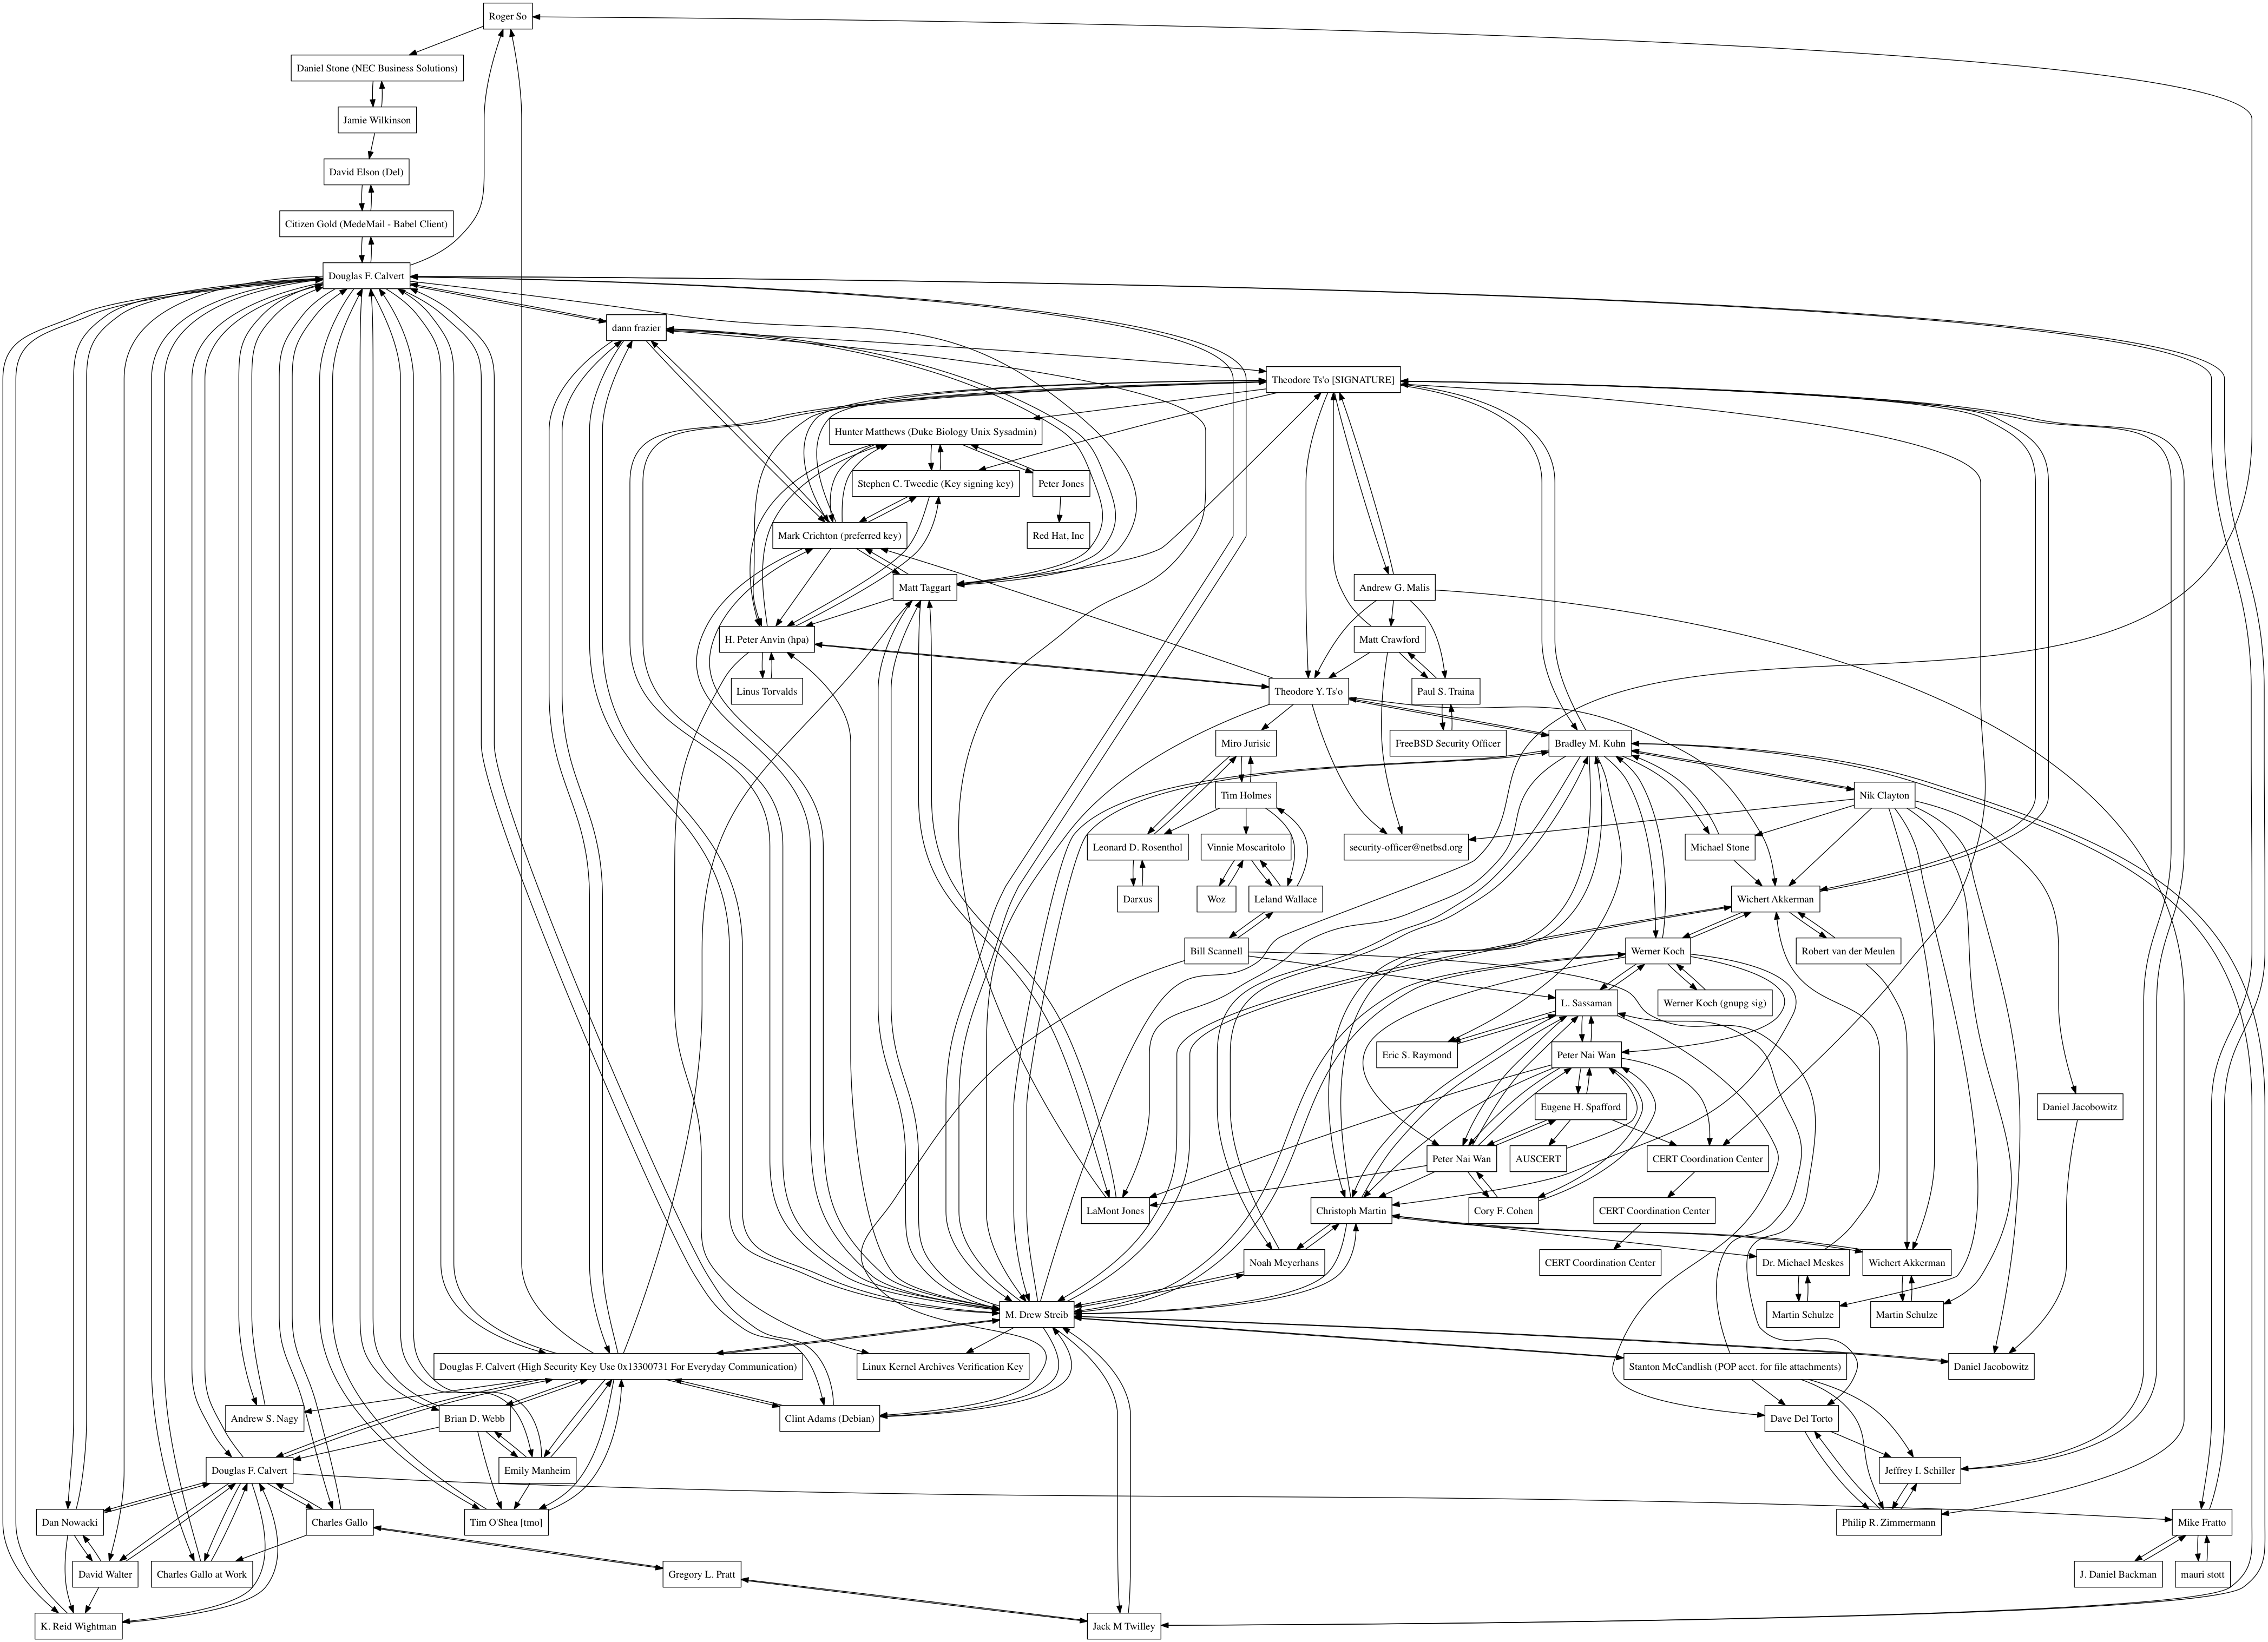 Roger So
Daniel Stone (NEC Business Solutions)
Jamie Wilkinson
David Elson (Del)
Citizen Gold (MedeMail - Babel Client)
Douglas F. Calvert
dann frazier
Theodore Ts'o [SIGNATURE]
Hunter Matthews (Duke Biology Unix Sysadmin)
Stephen C. Tweedie (Key signing key)
Peter Jones
Mark Crichton (preferred key)
Red Hat, Inc
Matt Taggart
Andrew G. Malis
H. Peter Anvin (hpa)
Matt Crawford
Linus Torvalds
Theodore Y. Ts'o
Paul S. Traina
Miro Jurisic
FreeBSD Security Officer
Bradley M. Kuhn
Tim Holmes
Nik Clayton
Leonard D. Rosenthol
Vinnie Moscaritolo
security-officer@netbsd.org
Michael Stone
Darxus
Woz
Leland Wallace
Wichert Akkerman
Bill Scannell
Werner Koch
Robert van der Meulen
L. Sassaman
Werner Koch (gnupg sig)
Eric S. Raymond
Peter Nai Wan
Eugene H. Spafford
Daniel Jacobowitz
Peter Nai Wan
AUSCERT
CERT Coordination Center
LaMont Jones
Christoph Martin
Cory F. Cohen
CERT Coordination Center
Noah Meyerhans
CERT Coordination Center
Dr. Michael Meskes
Wichert Akkerman
M. Drew Streib
Martin Schulze
Martin Schulze
Douglas F. Calvert (High Security Key Use 0x13300731 For Everyday Communication)
Linux Kernel Archives Verification Key
Stanton McCandlish (POP acct. for file attachments)
Daniel Jacobowitz
Andrew S. Nagy
Brian D. Webb
Clint Adams (Debian)
Dave Del Torto
Douglas F. Calvert
Emily Manheim
Jeffrey I. Schiller
Dan Nowacki
Charles Gallo
Tim O'Shea [tmo]
Philip R. Zimmermann
Mike Fratto
David Walter
Charles Gallo at Work
Gregory L. Pratt
J. Daniel Backman
mauri stott
K. Reid Wightman
Jack M Twilley